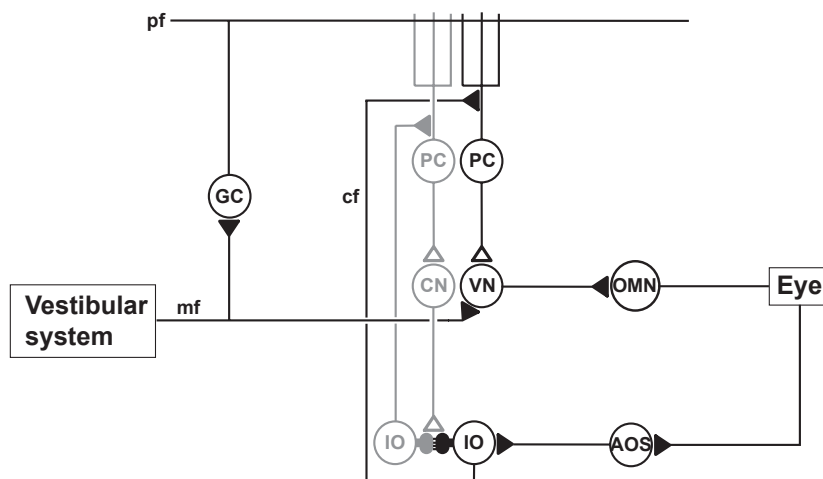 pf
PC
PC
GC
cf
CN
VN
OMN
Eye
Vestibular
system
mf
IO
IO
AOS